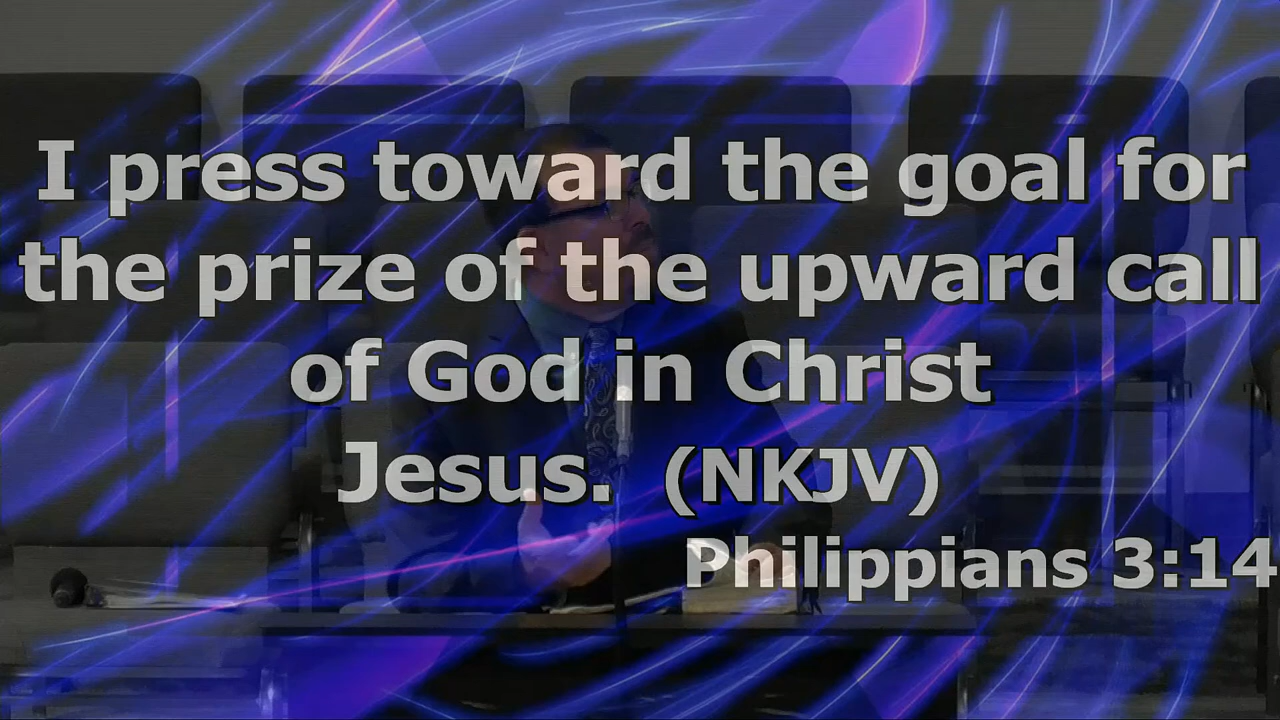 I press toward the goal for
the prize of the upward call
of God in Christ
Jesus. (NKJV)
Philippians 3:14